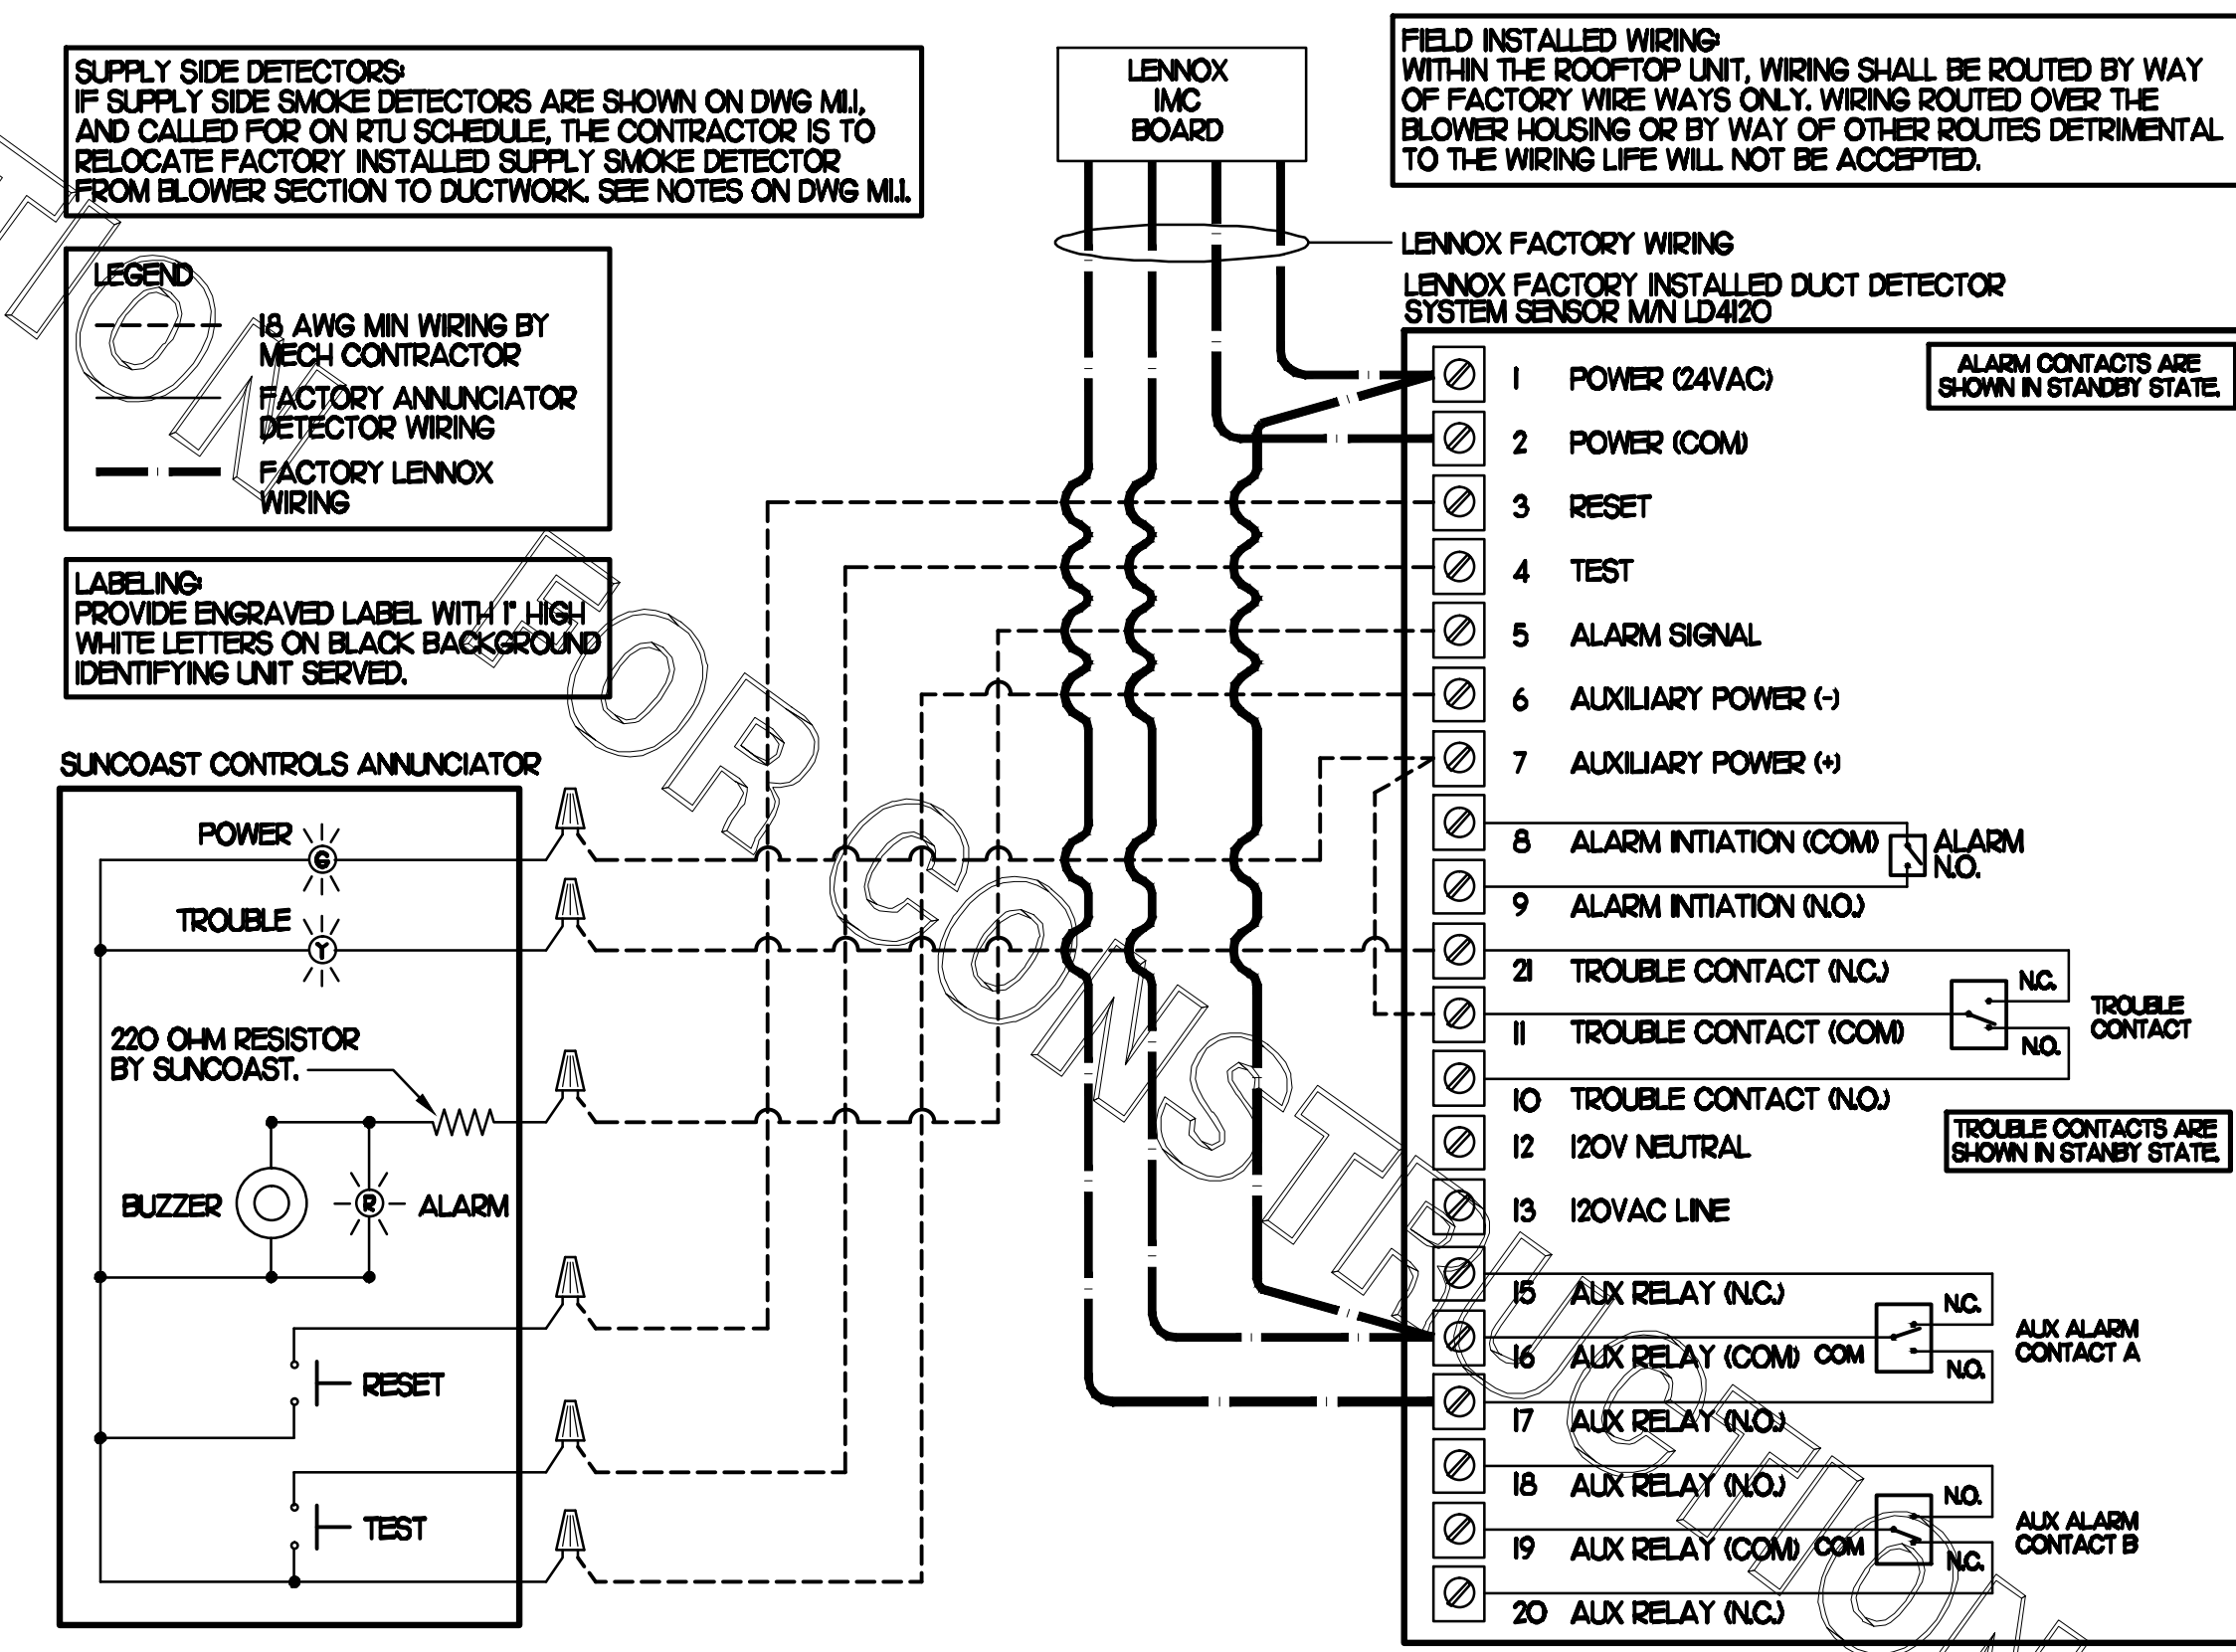 SUPPLY SIDE DETECTORS:
IF SUPPLY SIDE SMOKE DETECTORS ARE SHOWN ON DWG M1.1,
AND CALLED FOR ON RTU SCHEDULE, THE CONTRACTOR IS TO
RELOCATE FACTORY INSTALLED SUPPLY SMOKE DETECTOR
FROM BLOWER SECTION TO DUCTWORK. SEE NOTES ON DWG M1.1.
LEGEND
18 AWG MIN WIRING BY
MECH CONTRACTOR
FACTORY ANNUNCIATOR
DETECTOR WIRING
FACTORY LENNOX
WIRING
LABELING:
PROVIDE ENGRAVED LABEL WITH 1" HIGH
WHITE LETTERS ON BLACK BACKGROUND
IDENTIFYING UNIT SERVED.
LENNOX
IMC
BOARD
FIELD INSTALLED WIRING:
WITHIN THE ROOFTOP UNIT, WIRING SHALL BE ROUTED BY WAY
OF FACTORY WIRE WAYS ONLY. WIRING ROUTED OVER THE
BLOWER HOUSING OR BY WAY OF OTHER ROUTES DETRIMENTAL
TO THE WIRING LIFE WILL NOT BE ACCEPTED.
LENNOX FACTORY WIRING
LENNOX FACTORY INSTALLED DUCT DETECTOR
SYSTEM SENSOR M/N LD4120
ALARM CONTACTS ARE
SHOWN IN STANDBY STATE.
1 POWER (24VAC)
2 POWER (COM)
3 RESET
4 TEST
5 ALARM SIGNAL
6 AUXILIARY POWER (-)
7 AUXILIARY POWER (+)
8 ALARM INTIATION (COM)
ALARM
N.O.
9 ALARM INTIATION (N.O.)
21 TROUBLE CONTACT (N.C.)
N.C.
11 TROUBLE CONTACT (COM)
N.O.
TROUBLE
CONTACT
10 TROUBLE CONTACT (N.O.)
TROUBLE CONTACTS ARE
SHOWN IN STANBY STATE.
12 120V NEUTRAL
13 120VAC LINE
15 AUX RELAY (N.C.)
N.C.
16 AUX RELAY (COM) COM
N.O.
AUX ALARM
CONTACT A
17 AUX RELAY (N.O.)
18 AUX RELAY (N.O.)
N.O.
19 AUX RELAY (COM) COM
N.C.
AUX ALARM
CONTACT B
20 AUX RELAY (N.C.)
SUNCOAST CONTROLS ANNUNCIATOR
POWER
G
TROUBLE
Y
220 OHM RESISTOR
BY SUNCOAST.
BUZZER
R
ALARM
RESET
TEST
TION FOR CONSTRUCTION